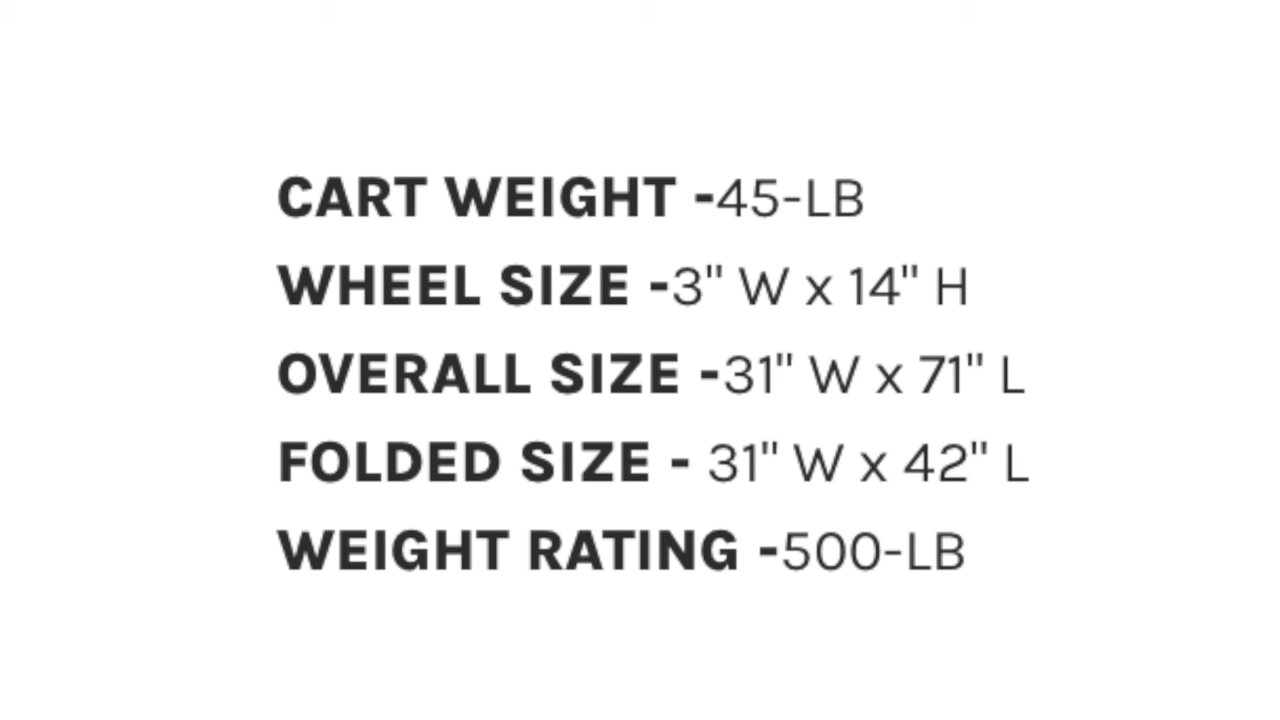 CART WEIGHT -45-LB
WHEEL SIZE -3" W x 14" H
OVERALL SIZE -31" W x 71" L
FOLDED SIZE - 31" W x 42" L
WEIGHT RATING -500-LB